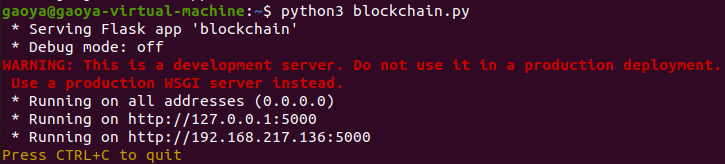 gaoya@gaoya-virtual-machine:~$ python3 blockchain.py
 * Serving Flask app 'blockchain'
 * Debug mode: off
WARNING: This is a development server. Do not use it in a production deployment.
 Use a production WSGI server instead.
 * Running on all addresses (0.0.0.0)
 * Running on http://127.0.0.1:5000
 * Running on http://192.168.217.136:5000
Press CTRL+C to quit